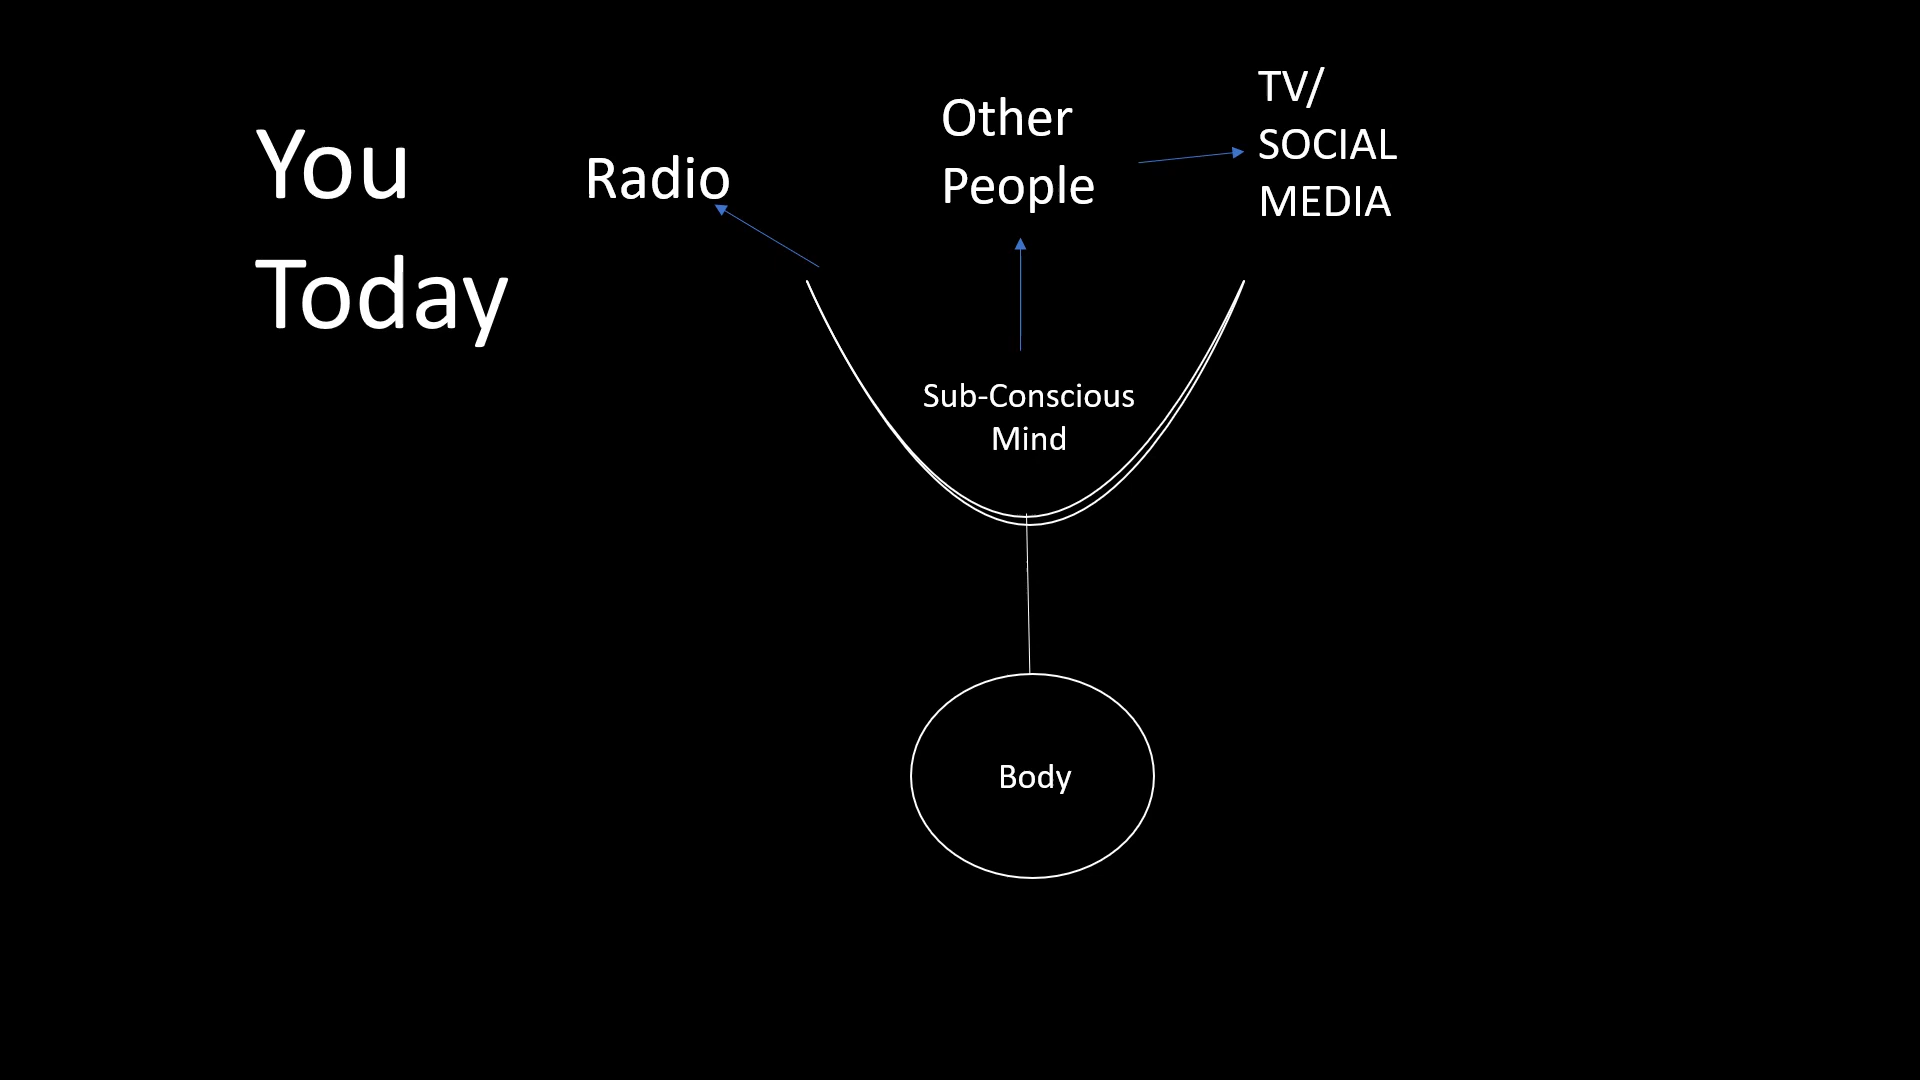 You
Today
Radio
Other
People
TV/
SOCIAL
MEDIA
Sub-Conscious
Mind
Body